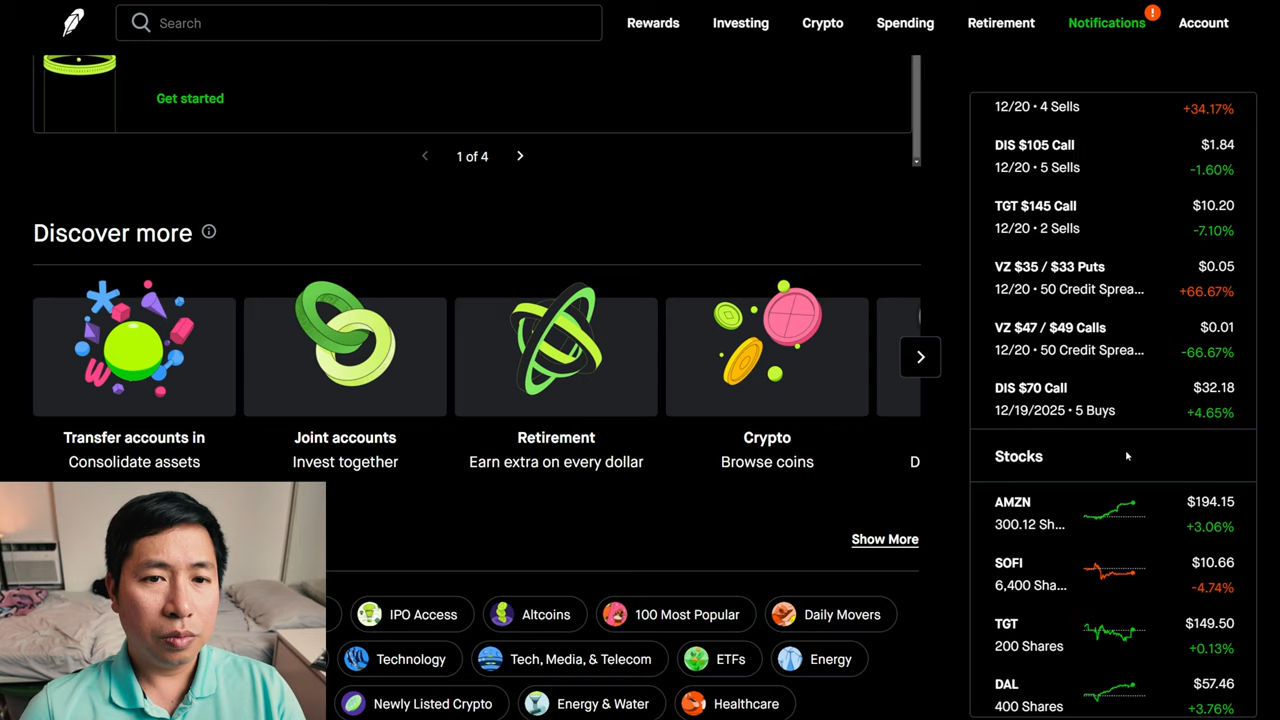 Search
Rewards
Investing
Crypto
Spending
Retirement
Notifications
!
Account
Get started
1 of 4
Discover more
Transfer accounts in
Consolidate assets
Joint accounts
Invest together
Retirement
Earn extra on every dollar
Crypto
Browse coins
D
Show More
IPO Access
Altcoins
100 Most Popular
Daily Movers
Technology
Tech, Media, & Telecom
ETFs
Energy
Newly Listed Crypto
Energy & Water
Healthcare
12/20 • 4 Sells +34.17%
DIS $105 Call $1.84
12/20 • 5 Sells -1.60%
TGT $145 Call $10.20
12/20 • 2 Sells -7.10%
VZ $35 / $33 Puts $0.05
12/20 • 50 Credit Sprea... +66.67%
VZ $47 / $49 Calls $0.01
12/20 • 50 Credit Sprea... -66.67%
DIS $70 Call $32.18
12/19/2025 • 5 Buys +4.65%
Stocks
AMZN $194.15
300.12 Sh... +3.06%
SOFI $10.66
6,400 Sha... -4.74%
TGT $149.50
200 Shares +0.13%
DAL $57.46
400 Shares +3.76%